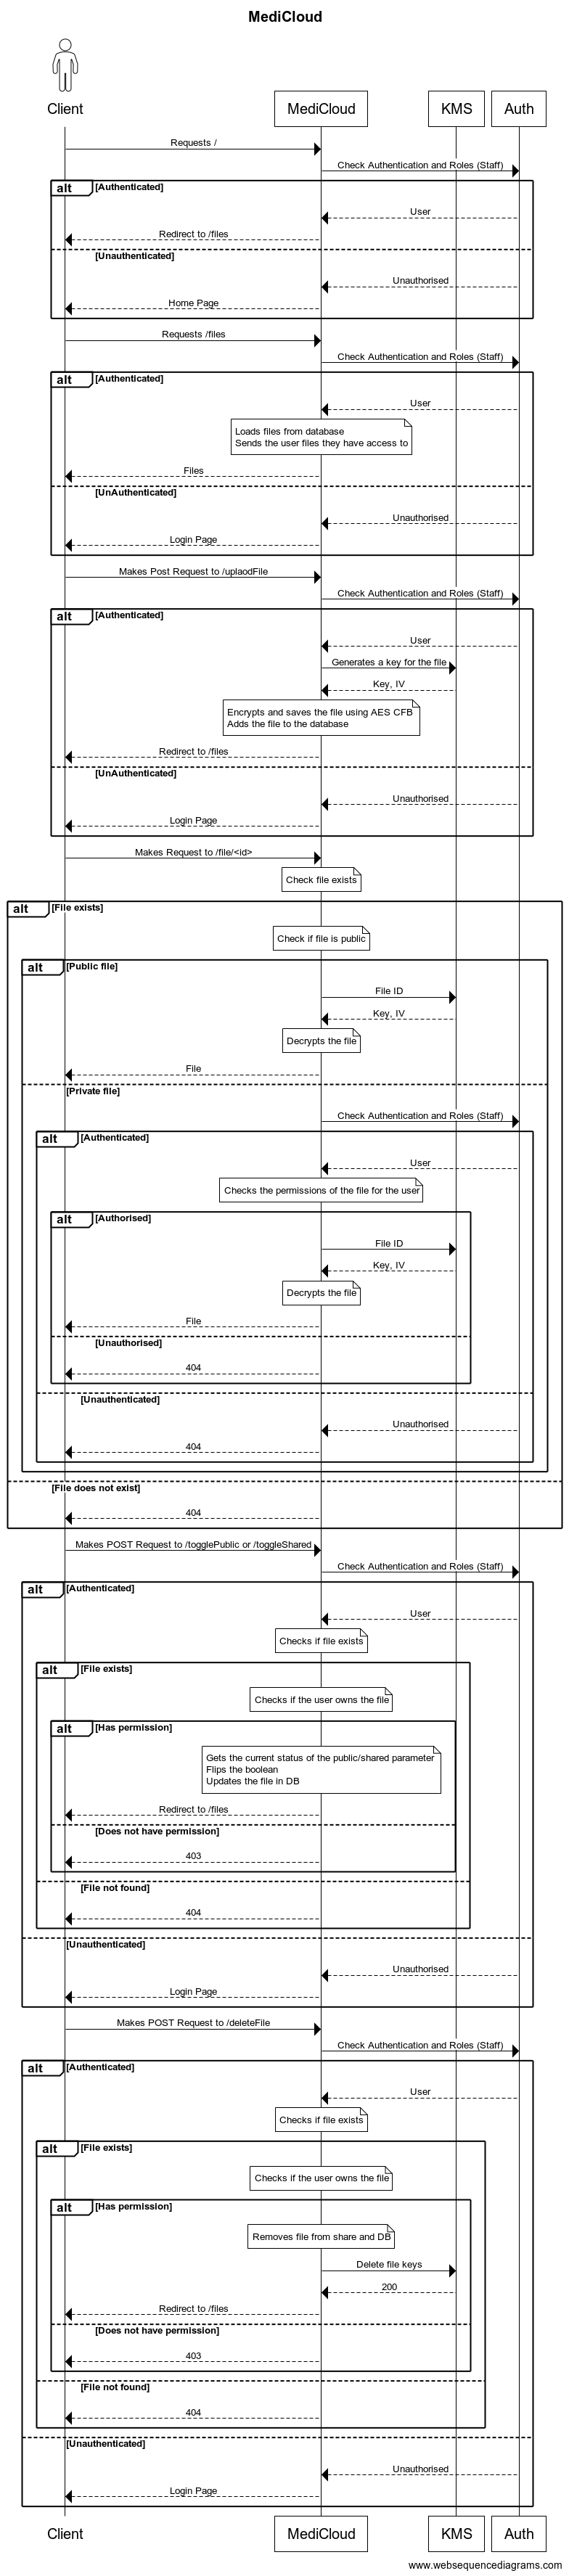 MediCloud
Client
MediCloud
KMS
Auth
Requests /
Check Authentication and Roles (Staff)
alt
[Authenticated]
User
Redirect to /files
[Unauthenticated]
Unauthorised
Home Page
Requests /files
Check Authentication and Roles (Staff)
alt
[Authenticated]
User
Loads files from database
Sends the user files they have access to
Files
[UnAuthenticated]
Unauthorised
Login Page
Makes Post Request to /uplaodFile
Check Authentication and Roles (Staff)
alt
[Authenticated]
User
Generates a key for the file
Key, IV
Encrypts and saves the file using AES CFB
Adds the file to the database
Redirect to /files
[UnAuthenticated]
Unauthorised
Login Page
Makes Request to /file/<id>
Check file exists
alt
[File exists]
Check if file is public
alt
[Public file]
File ID
Key, IV
Decrypts the file
File
[Private file]
Check Authentication and Roles (Staff)
alt
[Authenticated]
User
Checks the permissions of the file for the user
alt
[Authorised]
File ID
Key, IV
Decrypts the file
File
[Unauthorised]
404
[Unauthenticated]
Unauthorised
404
[File does not exist]
404
Makes POST Request to /togglePublic or /toggleShared
Check Authentication and Roles (Staff)
alt
[Authenticated]
User
Checks if file exists
alt
[File exists]
Checks if the user owns the file
alt
[Has permission]
Gets the current status of the public/shared parameter
Flips the boolean
Updates the file in DB
Redirect to /files
[Does not have permission]
403
[File not found]
404
[Unauthenticated]
Unauthorised
Login Page
Makes POST Request to /deleteFile
Check Authentication and Roles (Staff)
alt
[Authenticated]
User
Checks if file exists
alt
[File exists]
Checks if the user owns the file
alt
[Has permission]
Removes file from share and DB
Delete file keys
200
Redirect to /files
[Does not have permission]
403
[File not found]
404
[Unauthenticated]
Unauthorised
Login Page
Client
MediCloud
KMS
Auth
www.websequencediagrams.com